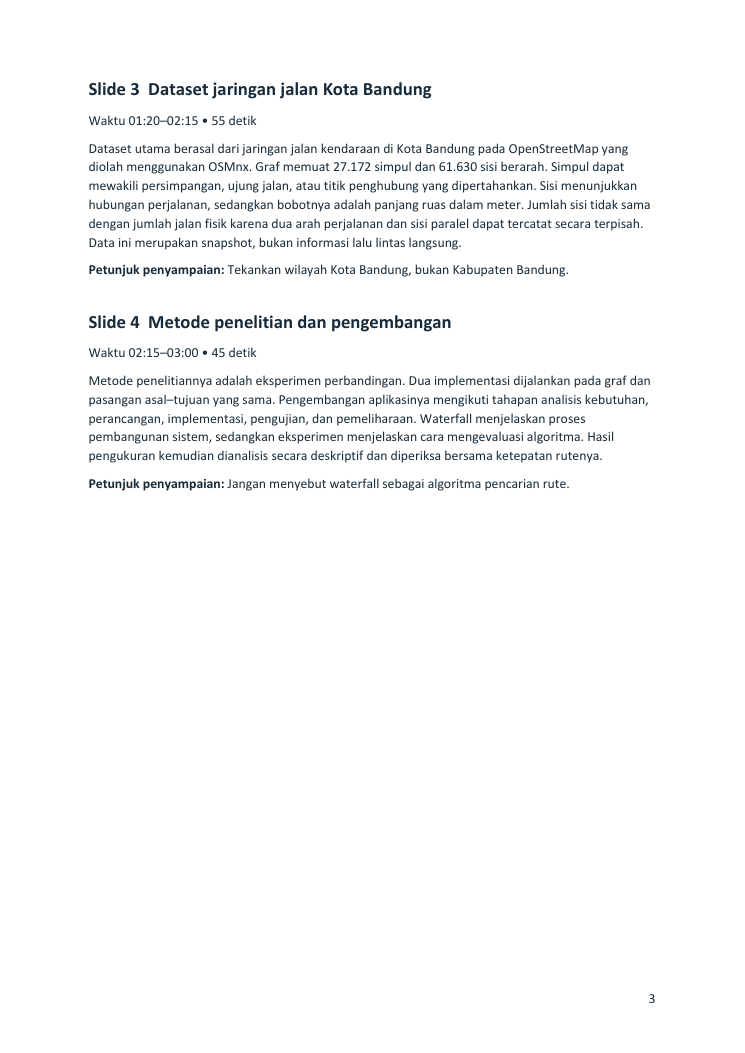 Slide 3  Dataset jaringan jalan Kota Bandung
Waktu 01:20–02:15 • 55 detik
Dataset utama berasal dari jaringan jalan kendaraan di Kota Bandung pada OpenStreetMap yang
diolah menggunakan OSMnx. Graf memuat 27.172 simpul dan 61.630 sisi berarah. Simpul dapat
mewakili persimpangan, ujung jalan, atau titik penghubung yang dipertahankan. Sisi menunjukkan
hubungan perjalanan, sedangkan bobotnya adalah panjang ruas dalam meter. Jumlah sisi tidak sama
dengan jumlah jalan fisik karena dua arah perjalanan dan sisi paralel dapat tercatat secara terpisah.
Data ini merupakan snapshot, bukan informasi lalu lintas langsung.
Petunjuk penyampaian: Tekankan wilayah Kota Bandung, bukan Kabupaten Bandung.
Slide 4  Metode penelitian dan pengembangan
Waktu 02:15–03:00 • 45 detik
Metode penelitiannya adalah eksperimen perbandingan. Dua implementasi dijalankan pada graf dan
pasangan asal–tujuan yang sama. Pengembangan aplikasinya mengikuti tahapan analisis kebutuhan,
perancangan, implementasi, pengujian, dan pemeliharaan. Waterfall menjelaskan proses
pembangunan sistem, sedangkan eksperimen menjelaskan cara mengevaluasi algoritma. Hasil
pengukuran kemudian dianalisis secara deskriptif dan diperiksa bersama ketepatan rutenya.
Petunjuk penyampaian: Jangan menyebut waterfall sebagai algoritma pencarian rute.
3